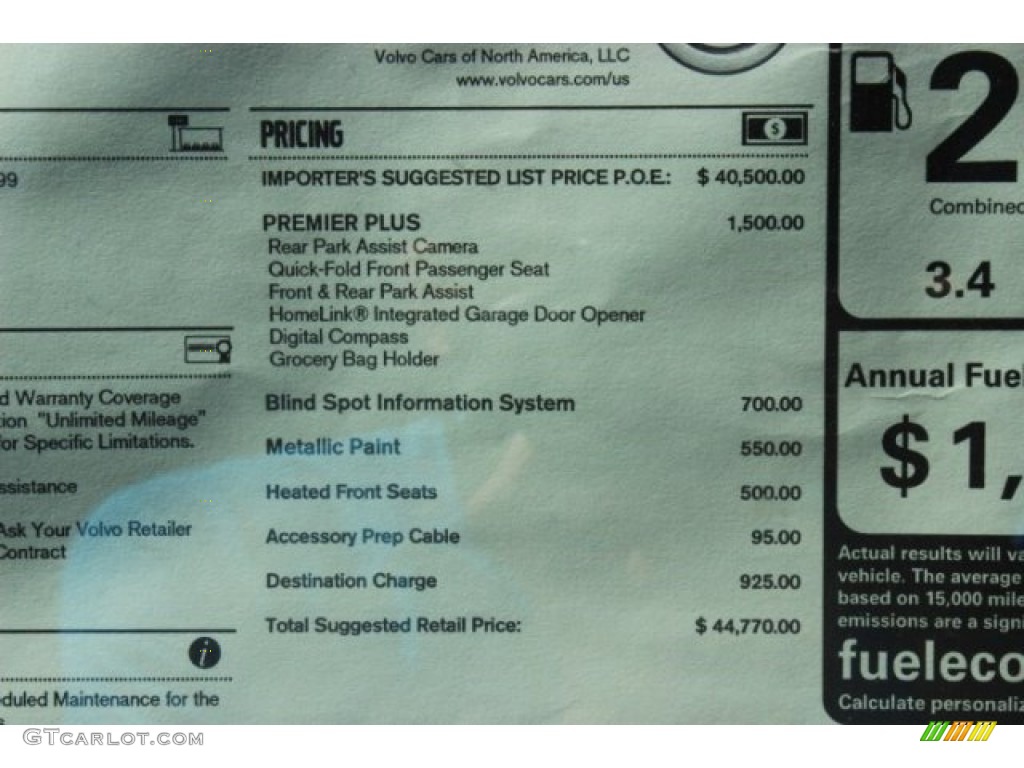 Volvo Cars of North America, LLC
www.volvocars.com/us
99
d Warranty Coverage
"Unlimited Mileage"
for Specific Limitations.
Ask Your Volvo Retailer
Contract
Maintenance for the
PRICING
$
IMPORTER'S SUGGESTED LIST PRICE P.O.E.: $ 40,500.00
PREMIER PLUS 1,500.00
Rear Park Assist Camera
Quick-Fold Front Passenger Seat
Front & Rear Park Assist
HomeLink® Integrated Garage Door Opener
Digital Compass
Grocery Bag Holder
Blind Spot Information System 700.00
Metallic Paint 550.00
Heated Front Seats 500.00
Accessory Prep Cable 95.00
Destination Charge 925.00
Total Suggested Retail Price: $ 44,770.00
i
2
Combined
3.4
Annual Fuel
$1,
Actual results will va
vehicle. The average
based on 15,000 mile
emissions are a signi
fueleco
Calculate personaliz
GTCARLOT.COM